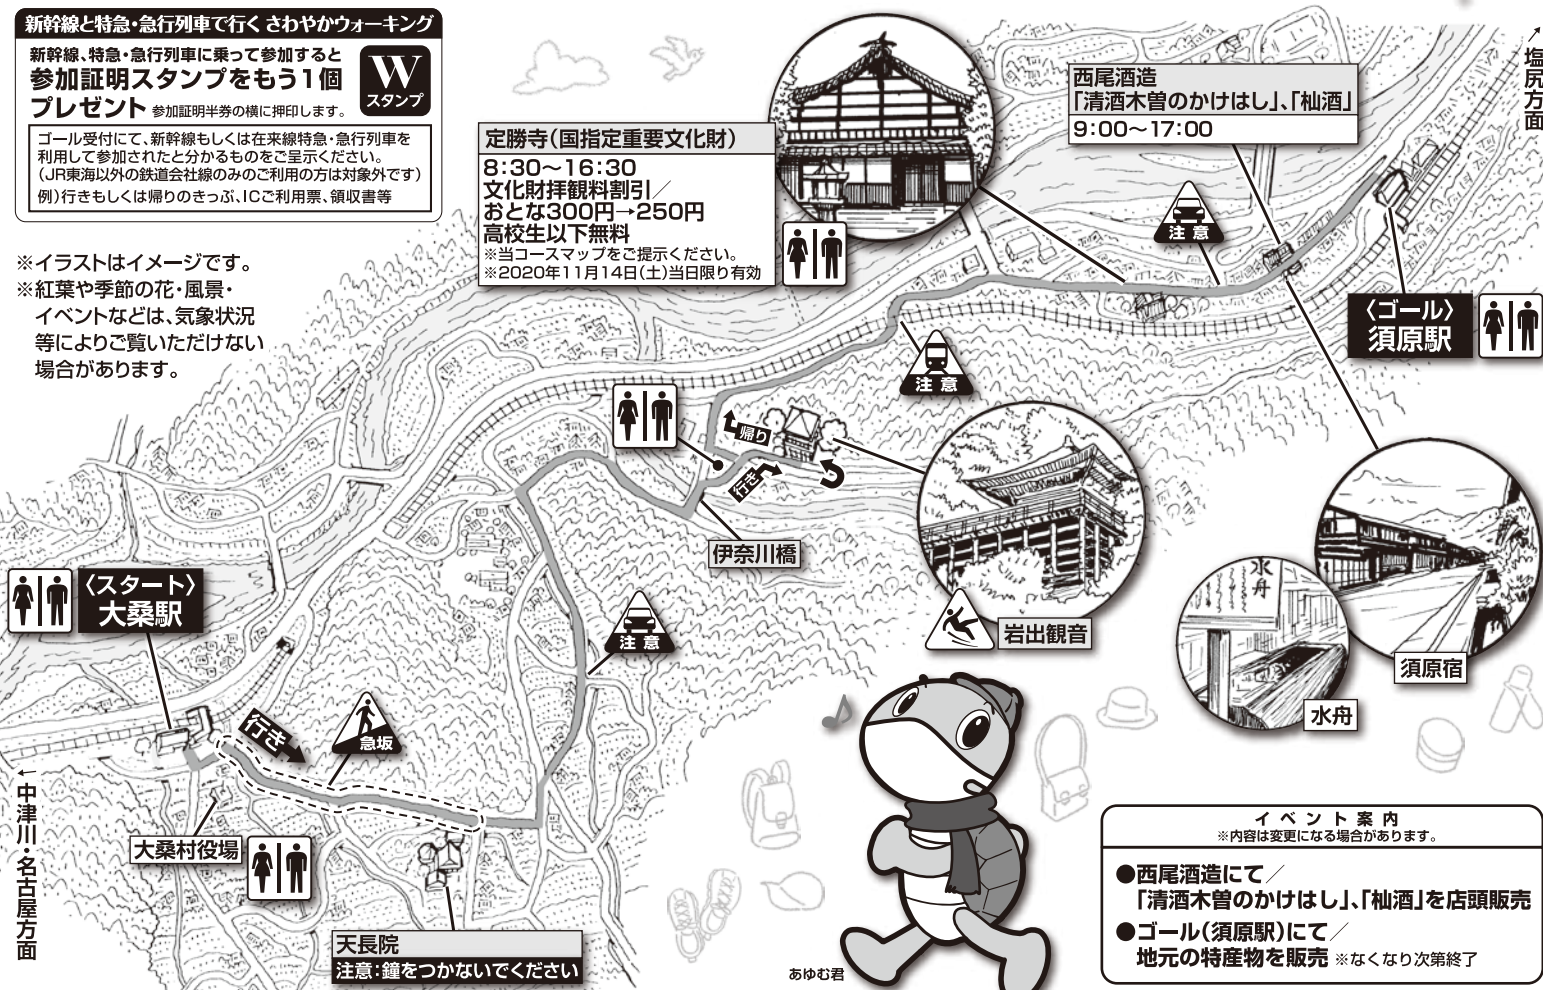 新幹線と特急・急行列車で行く さわやかウォーキング
新幹線、特急・急行列車に乗って参加すると
参加証明スタンプをもう1個
プレゼント 参加証明半券の横に押印します。
W
スタンプ
ゴール受付にて、新幹線もしくは在来線特急・急行列車を
利用して参加されたと分かるものをご呈示ください。
(JR東海以外の鉄道会社線のみのご利用の方は対象外です)
例)行きもしくは帰りのきっぷ、ICご利用票、領収書等
※イラストはイメージです。
※紅葉や季節の花・風景・
イベントなどは、気象状況
等によりご覧いただけない
場合があります。
定勝寺(国指定重要文化財)
8:30〜16:30
文化財拝観料割引/
おとな300円→250円
高校生以下無料
※当コースマップをご提示ください。
※2020年11月14日(土)当日限り有効
西尾酒造
「清酒木曽のかけはし」、「杣酒」
9:00〜17:00
↗塩尻方面
注意
〈ゴール〉
須原駅
注意
帰り
行き
伊奈川橋
岩出観音
水舟
須原宿
水舟
〈スタート〉
大桑駅
注意
行き
急坂
←中津川・名古屋方面
大桑村役場
天長院
注意:鐘をつかないでください
あゆむ君
イベント案内
※内容は変更になる場合があります。
●西尾酒造にて/
「清酒木曽のかけはし」、「杣酒」を店頭販売
●ゴール(須原駅)にて/
地元の特産物を販売 ※なくなり次第終了